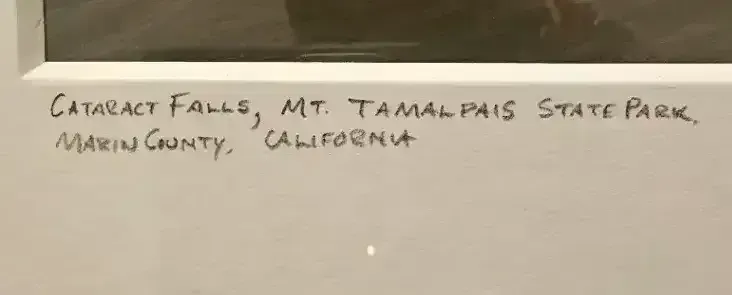 CATARACT FALLS, MT. TAMALPAIS STATE PARK,
MARIN COUNTY, CALIFORNIA